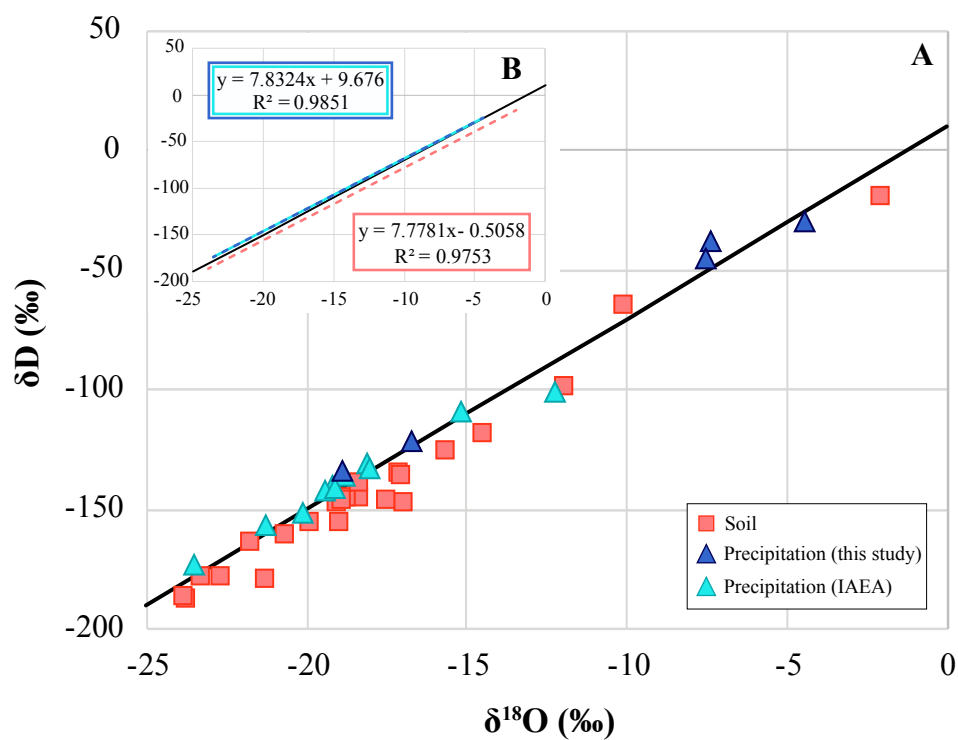 A
50
0
-50
-100
-150
-200
-25
-20
-15
-10
-5
0
δD (‰)
δ¹⁸O (‰)
B
50
0
-50
-100
-150
-200
-25
-20
-15
-10
-5
0
y = 7.8324x + 9.676
R² = 0.9851
y = 7.7781x- 0.5058
R² = 0.9753
Soil
Precipitation (this study)
Precipitation (IAEA)